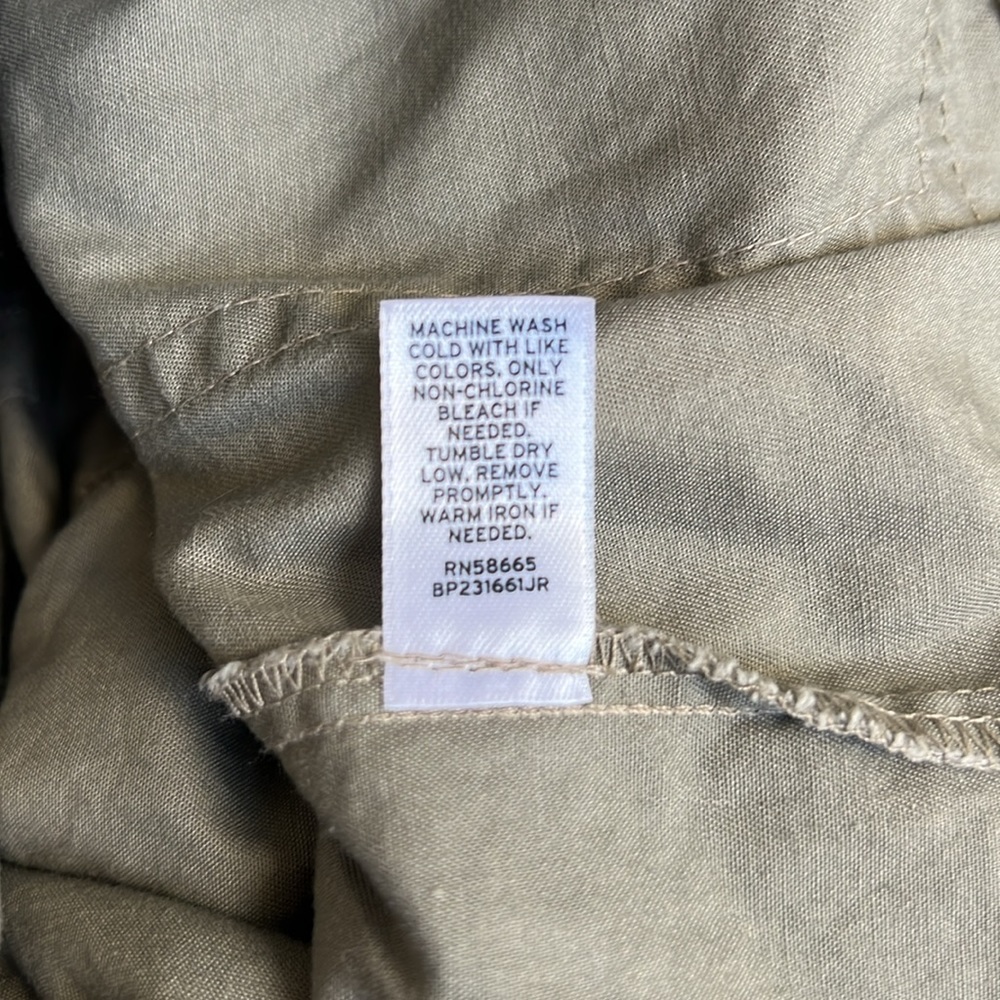 MACHINE WASH
COLD WITH LIKE
COLORS. ONLY
NON-CHLORINE
BLEACH IF
NEEDED.
TUMBLE DRY
LOW. REMOVE
PROMPTLY.
WARM IRON IF
NEEDED.
RN58665
BP231661JR